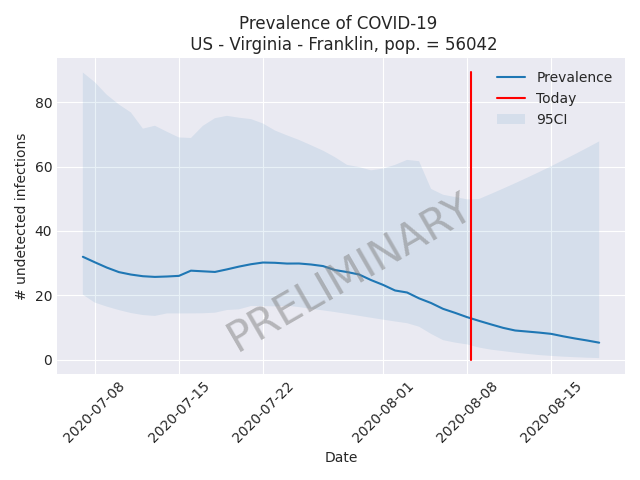 Prevalence of COVID-19
US - Virginia - Franklin, pop. = 56042
Prevalence
Today
95CI
80
60
40
20
0
# undetected infections
PRELIMINARY
2020-07-08
2020-07-15
2020-07-22
2020-08-01
2020-08-08
2020-08-15
Date